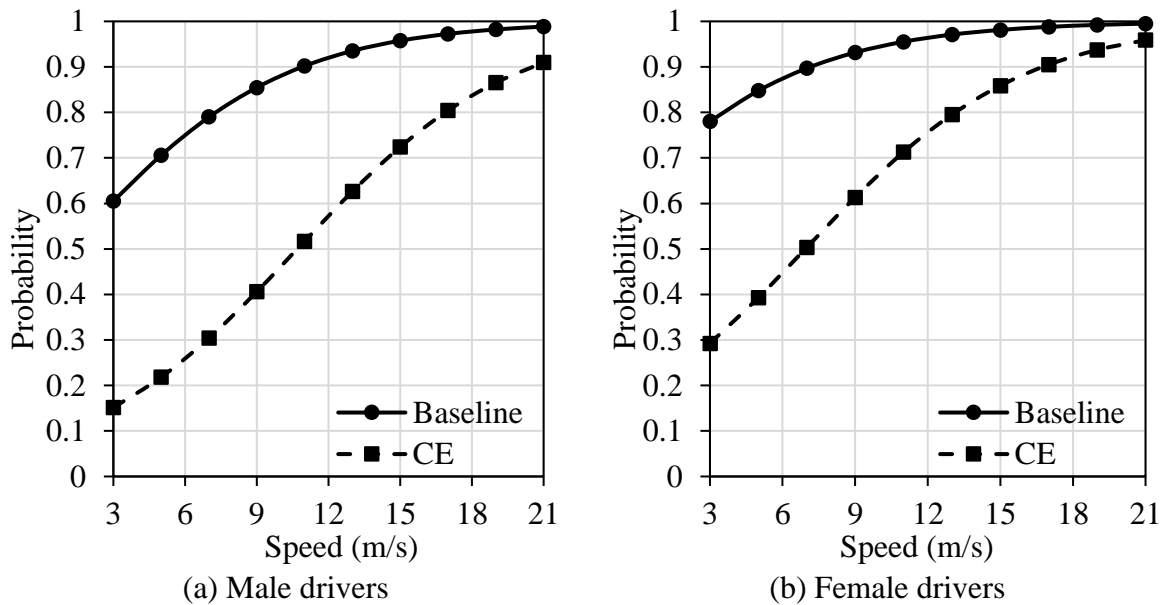 1
0.9
0.8
0.7
0.6
0.5
0.4
0.3
0.2
0.1
0
Probability
Baseline
CE
3 6 9 12 15 18 21
Speed (m/s)
(a) Male drivers
1
0.9
0.8
0.7
0.6
0.5
0.4
0.3
0.2
0.1
0
Probability
Baseline
CE
3 6 9 12 15 18 21
Speed (m/s)
(b) Female drivers